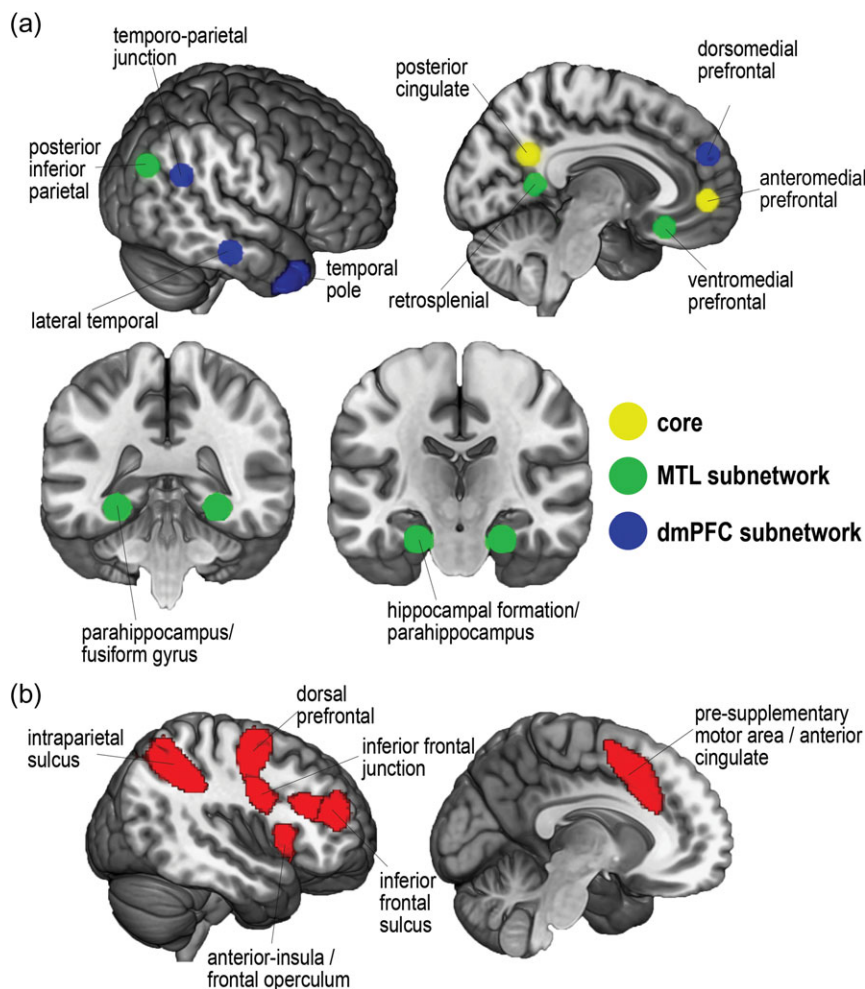 (a)
temporo-parietal
junction
posterior
inferior
parietal
lateral temporal
temporal
pole
posterior
cingulate
dorsomedial
prefrontal
anteromedial
prefrontal
ventromedial
prefrontal
retrosplenial
core
MTL subnetwork
dmPFC subnetwork
parahippocampus/
fusiform gyrus
hippocampal formation/
parahippocampus
(b)
intraparietal
sulcus
dorsal
prefrontal
inferior frontal
junction
inferior
frontal
sulcus
anterior-insula /
frontal operculum
pre-supplementary
motor area / anterior
cingulate